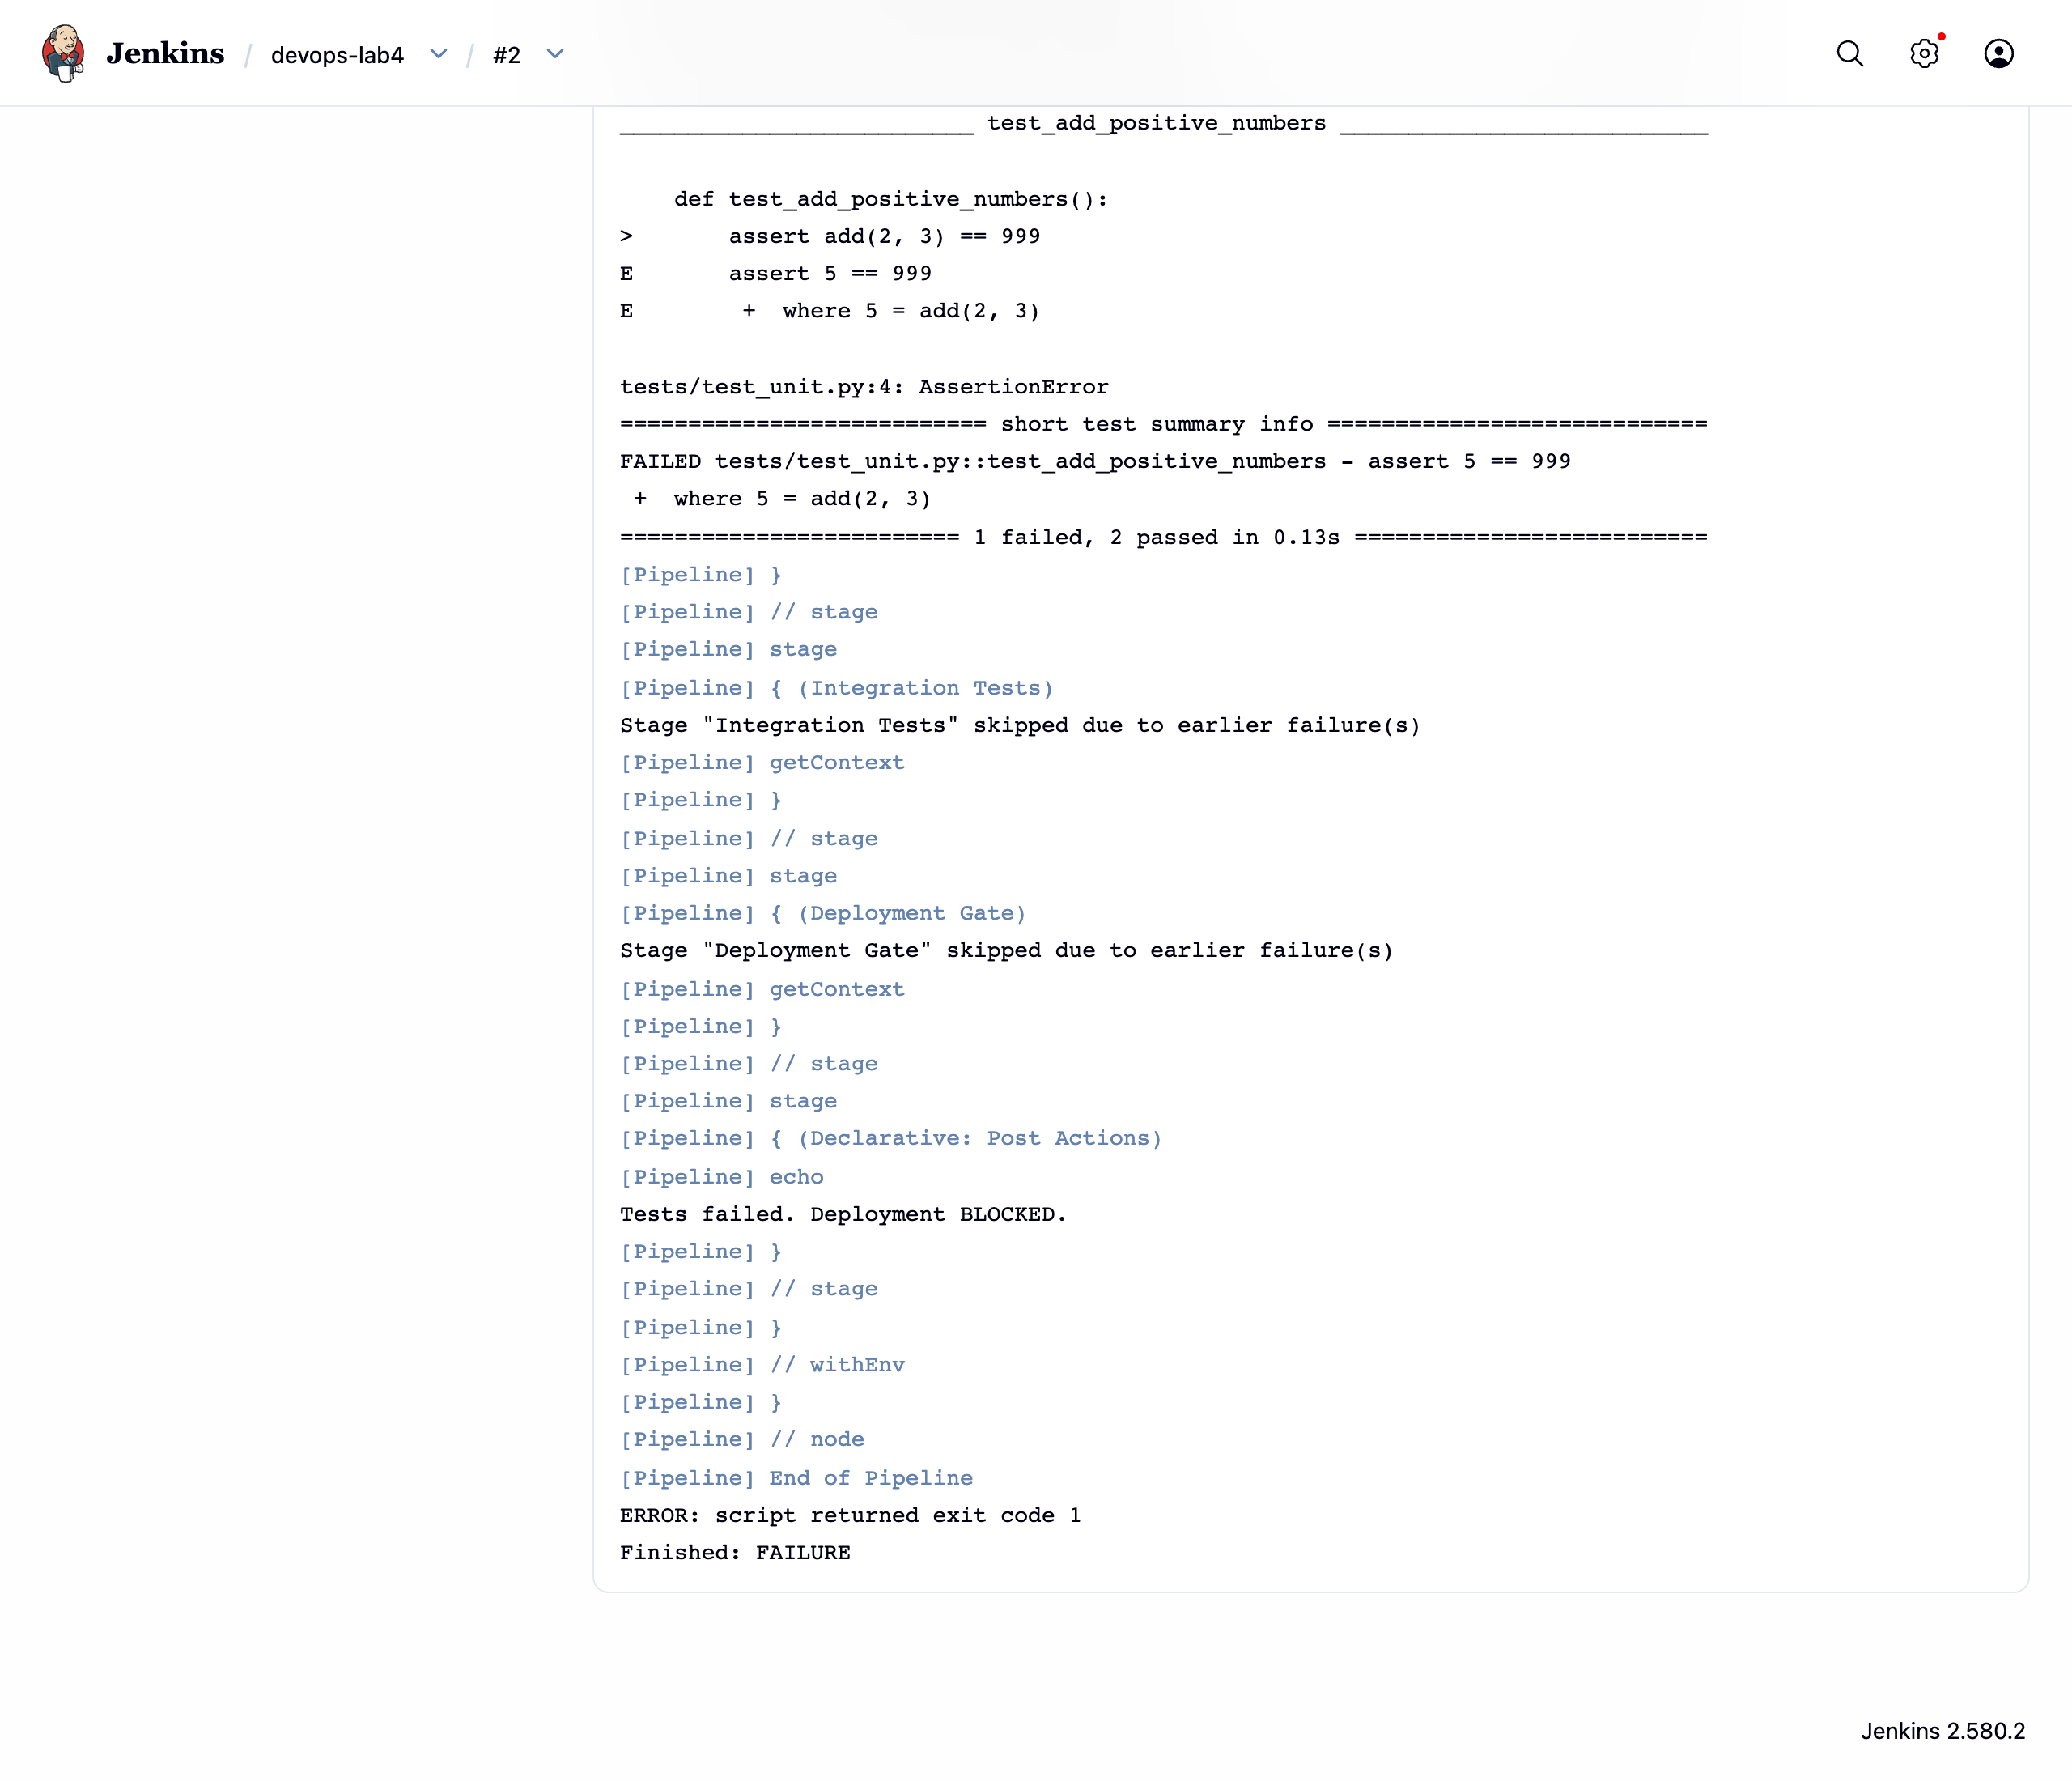 Jenkins / devops-lab4 / #2
__________________________ test_add_positive_numbers ___________________________
    def test_add_positive_numbers():
>       assert add(2, 3) == 999
E       assert 5 == 999
E        +  where 5 = add(2, 3)
tests/test_unit.py:4: AssertionError
=========================== short test summary info ============================
FAILED tests/test_unit.py::test_add_positive_numbers - assert 5 == 999
 +  where 5 = add(2, 3)
========================= 1 failed, 2 passed in 0.13s ==========================
[Pipeline] }
[Pipeline] // stage
[Pipeline] stage
[Pipeline] { (Integration Tests)
Stage "Integration Tests" skipped due to earlier failure(s)
[Pipeline] getContext
[Pipeline] }
[Pipeline] // stage
[Pipeline] stage
[Pipeline] { (Deployment Gate)
Stage "Deployment Gate" skipped due to earlier failure(s)
[Pipeline] getContext
[Pipeline] }
[Pipeline] // stage
[Pipeline] stage
[Pipeline] { (Declarative: Post Actions)
[Pipeline] echo
Tests failed. Deployment BLOCKED.
[Pipeline] }
[Pipeline] // stage
[Pipeline] }
[Pipeline] // withEnv
[Pipeline] }
[Pipeline] // node
[Pipeline] End of Pipeline
ERROR: script returned exit code 1
Finished: FAILURE
Jenkins 2.580.2